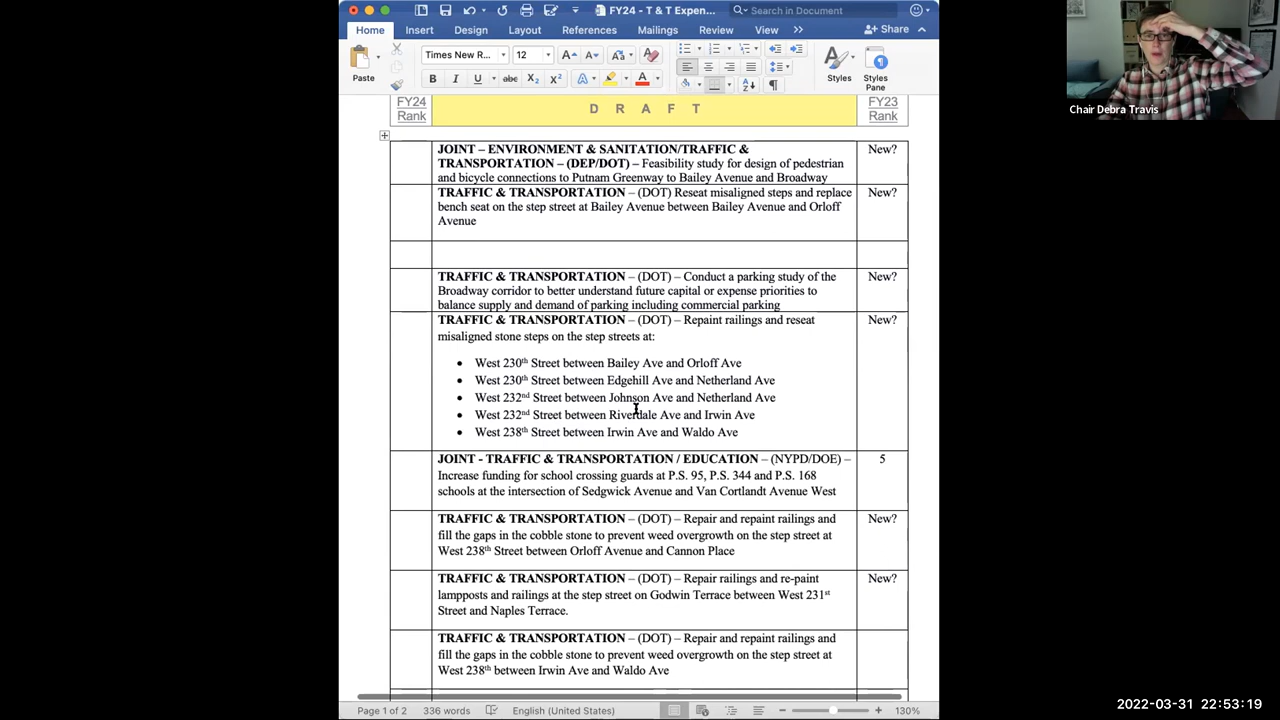 FY24 - T & T Expen...
Search in Document
Home
Insert
Design
Layout
References
Mailings
Review
View
Share
Paste
Times New R...
12
Styles
Styles
Pane
FY24
Rank
D R A F T
FY23
Rank
JOINT – ENVIRONMENT & SANITATION/TRAFFIC &
TRANSPORTATION – (DEP/DOT) – Feasibility study for design of pedestrian
and bicycle connections to Putnam Greenway to Bailey Avenue and Broadway
New?
TRAFFIC & TRANSPORTATION – (DOT) Reseat misaligned steps and replace
bench seat on the step street at Bailey Avenue between Bailey Avenue and Orloff
Avenue
New?
TRAFFIC & TRANSPORTATION – (DOT) – Conduct a parking study of the
Broadway corridor to better understand future capital or expense priorities to
balance supply and demand of parking including commercial parking
New?
TRAFFIC & TRANSPORTATION – (DOT) – Repaint railings and reseat
misaligned stone steps on the step streets at:
New?
• West 230th Street between Bailey Ave and Orloff Ave
• West 230th Street between Edgehill Ave and Netherland Ave
• West 232nd Street between Johnson Ave and Netherland Ave
• West 232nd Street between Riverdale Ave and Irwin Ave
• West 238th Street between Irwin Ave and Waldo Ave
JOINT - TRAFFIC & TRANSPORTATION / EDUCATION – (NYPD/DOE) –
Increase funding for school crossing guards at P.S. 95, P.S. 344 and P.S. 168
schools at the intersection of Sedgwick Avenue and Van Cortlandt Avenue West
5
TRAFFIC & TRANSPORTATION – (DOT) – Repair and repaint railings and
fill the gaps in the cobble stone to prevent weed overgrowth on the step street at
West 238th Street between Orloff Avenue and Cannon Place
New?
TRAFFIC & TRANSPORTATION – (DOT) – Repair railings and re-paint
lampposts and railings at the step street on Godwin Terrace between West 231st
Street and Naples Terrace.
New?
TRAFFIC & TRANSPORTATION – (DOT) – Repair and repaint railings and
fill the gaps in the cobble stone to prevent weed overgrowth on the step street at
West 238th between Irwin Ave and Waldo Ave
Page 1 of 2
336 words
English (United States)
130%
Chair Debra Travis
2022-03-31 22:53:19